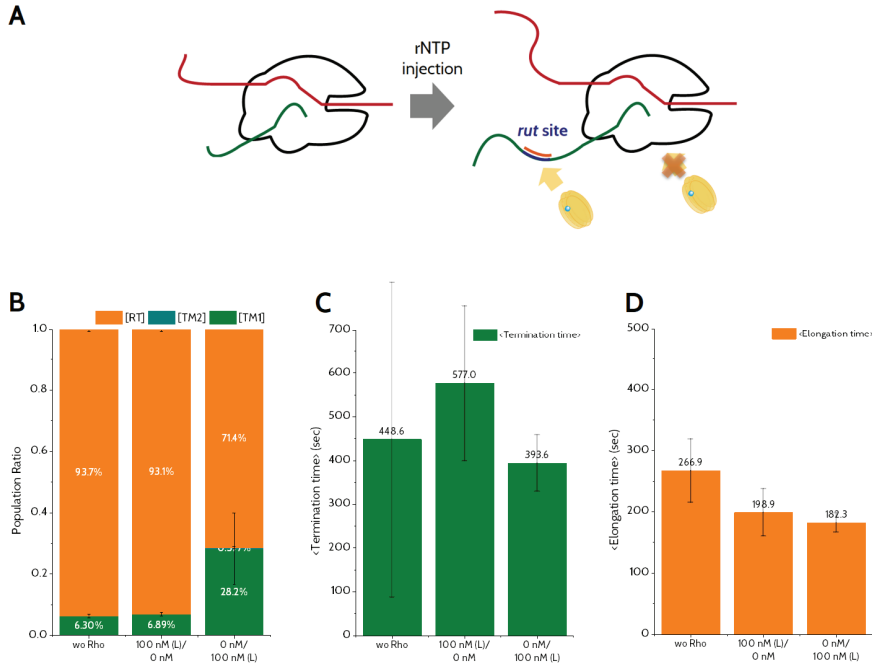 A
rNTP
injection
rut site
B
[RT] [TM2] [TM1]
Population Ratio
1.0
0.8
0.6
0.4
0.2
0.0
93.7%
93.1%
71.4%
6.30%
6.89%
28.2%
wo Rho
100 nM (L)/
0 nM
0 nM/
100 nM (L)
C
<Termination time>
<Termination time> (sec)
700
600
500
400
300
200
100
0
448.6
577.0
393.6
wo Rho
100 nM (L)/
0 nM
0 nM/
100 nM (L)
D
<Elongation time>
<Elongation time> (sec)
500
400
300
200
100
0
266.9
198.9
182.3
wo Rho
100 nM (L)/
0 nM
0 nM/
100 nM (L)